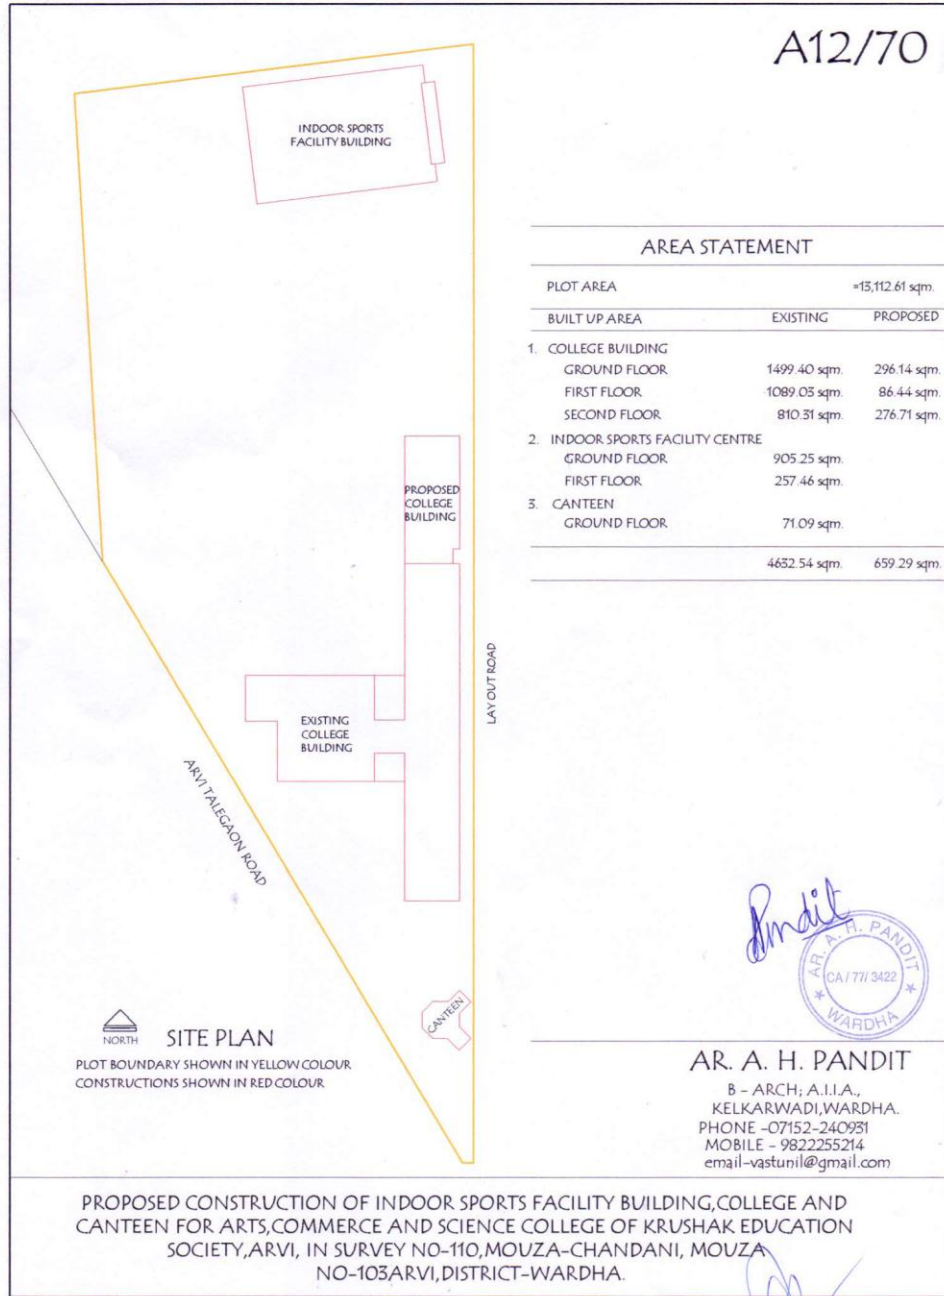 A12/70
INDOOR SPORTS
FACILITY BUILDING
AREA STATEMENT
PLOT AREA =13,112.61 sqm.
BUILT UP AREA EXISTING PROPOSED
1. COLLEGE BUILDING
GROUND FLOOR 1499.40 sqm. 296.14 sqm.
FIRST FLOOR 1089.03 sqm. 86.44 sqm.
SECOND FLOOR 810.31 sqm. 276.71 sqm.
2. INDOOR SPORTS FACILITY CENTRE
GROUND FLOOR 905.25 sqm.
FIRST FLOOR 257.46 sqm.
3. CANTEEN
GROUND FLOOR 71.09 sqm.
4632.54 sqm. 659.29 sqm.
PROPOSED
COLLEGE
BUILDING
LAY OUT ROAD
EXISTING
COLLEGE
BUILDING
ARVI TALEGAON ROAD
CANTEEN
NORTH
SITE PLAN
PLOT BOUNDARY SHOWN IN YELLOW COLOUR
CONSTRUCTIONS SHOWN IN RED COLOUR
Pandit
AR. A. H. PANDIT
CA / 77/ 3422
WARDHA
AR. A. H. PANDIT
B - ARCH; A.I.I.A.,
KELKARWADI,WARDHA.
PHONE -07152-240931
MOBILE - 9822255214
email-vastunil@gmail.com
PROPOSED CONSTRUCTION OF INDOOR SPORTS FACILITY BUILDING,COLLEGE AND
CANTEEN FOR ARTS,COMMERCE AND SCIENCE COLLEGE OF KRUSHAK EDUCATION
SOCIETY,ARVI, IN SURVEY NO-110,MOUZA-CHANDANI, MOUZA
NO-103ARVI,DISTRICT-WARDHA.